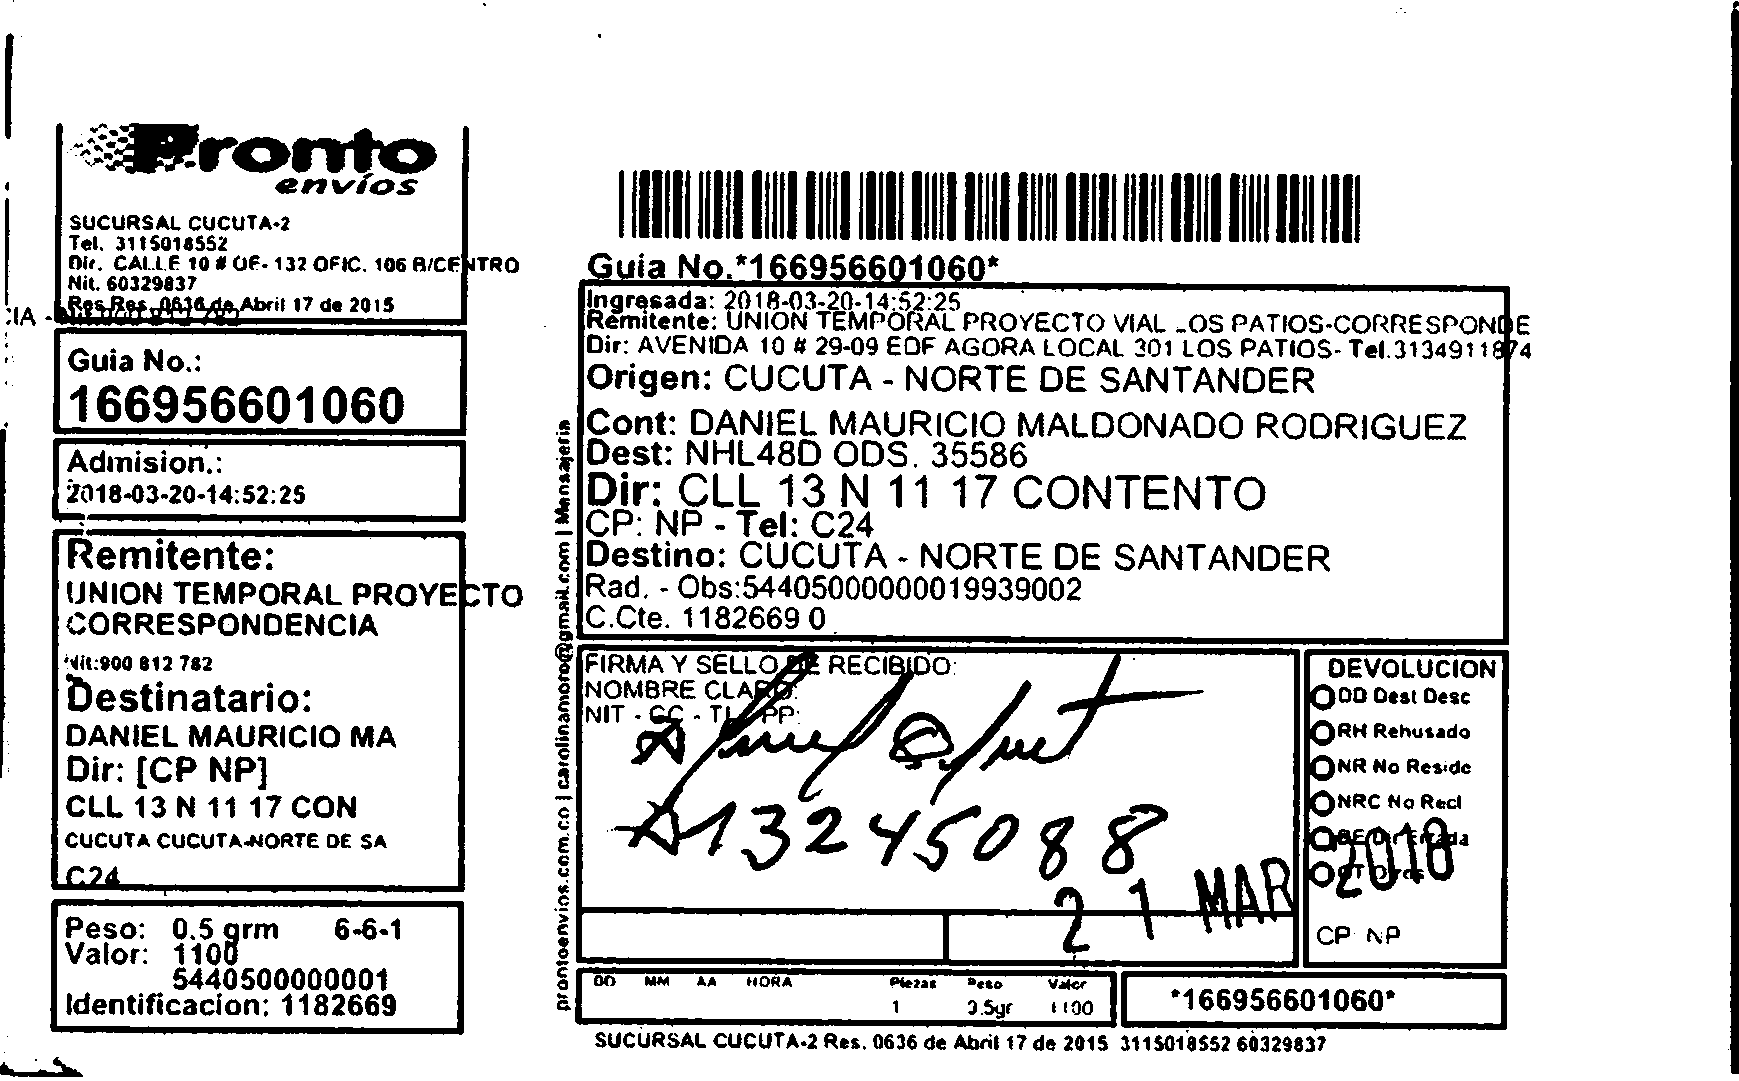 Pronto
envíos
SUCURSAL CUCUTA-2
Tel. 3115018552
Dir. CALLE 10 # OE- 132 OFIC. 106 B/CENTRO
Nit. 60329837
Res Res. 0636 de Abril 17 de 2015
Guia No.:
166956601060
Admision.:
2018-03-20-14:52:25
Remitente:
UNION TEMPORAL PROYECTO
CORRESPONDENCIA
Nit:900 812 782
Destinatario:
DANIEL MAURICIO MA
Dir: [CP NP]
CLL 13 N 11 17 CON
CUCUTA CUCUTA-NORTE DE SA
C24
Peso: 0.5 grm 6-6-1
Valor: 1100
5440500000001
Identificacion: 1182669
prontoenvios.com.co | carolinamoro@gmail.com | Mensajeria
Guia No.*166956601060*
Ingresada: 2018-03-20-14:52:25
Remitente: UNION TEMPORAL PROYECTO VIAL LOS PATIOS-CORRESPONDE
Dir: AVENIDA 10 # 29-09 EDF AGORA LOCAL 301 LOS PATIOS- Tel.3134911874
Origen: CUCUTA - NORTE DE SANTANDER
Cont: DANIEL MAURICIO MALDONADO RODRIGUEZ
Dest: NHL48D ODS. 35586
Dir: CLL 13 N 11 17 CONTENTO
CP: NP - Tel: C24
Destino: CUCUTA - NORTE DE SANTANDER
Rad. - Obs:54405000000019939002
C.Cte. 1182669 0
FIRMA Y SELLO DE RECIBIDO:
NOMBRE CLARO:
NIT - CC - TI - PP:
13245088
21 MAR 2018
DEVOLUCION
DD Dest Desc
RH Rehusado
NR No Reside
NRC No Recl
DE Dir Errada
OT Otros
CP NP
DD MM AA HORA Piezas Peso Valor
1 0.5gr 1100
*166956601060*
SUCURSAL CUCUTA-2 Res. 0636 de Abril 17 de 2015 3115018552 60329837